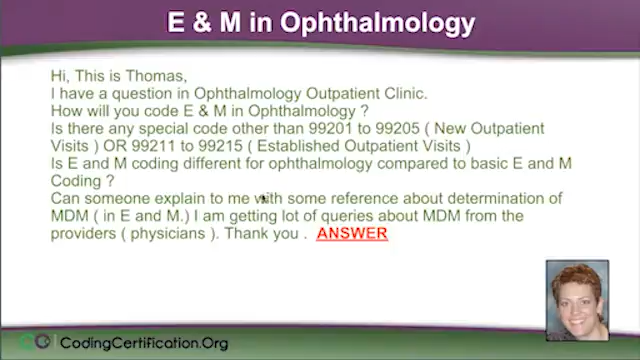 E & M in Ophthalmology
Hi, This is Thomas,
I have a question in Ophthalmology Outpatient Clinic.
How will you code E & M in Ophthalmology ?
Is there any special code other than 99201 to 99205 ( New Outpatient
Visits ) OR 99211 to 99215 ( Established Outpatient Visits )
Is E and M coding different for ophthalmology compared to basic E and M
Coding ?
Can someone explain to me with some reference about determination of
MDM ( in E and M.) I am getting lot of queries about MDM from the
providers ( physicians ). Thank you . ANSWER
CodingCertification.Org